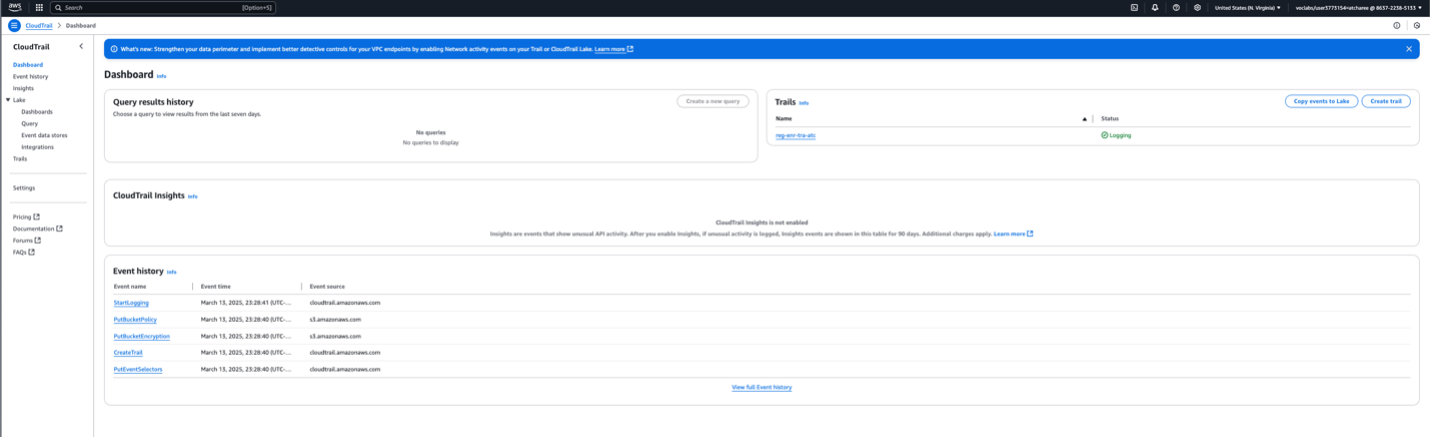 aws
Search [Option+S] United States (N. Virginia) voclabs/user3773154=atcharee @ 8637-2238-5133
CloudTrail > Dashboard
CloudTrail
Dashboard
Event history
Insights
Lake
Dashboards
Query
Event data stores
Integrations
Trails
Settings
Pricing
Documentation
Forums
FAQs
What's new: Strengthen your data perimeter and implement better detective controls for your VPC endpoints by enabling Network activity events on your Trail or CloudTrail Lake. Learn more
Dashboard Info
Query results history Create a new query
Choose a query to view results from the last seven days.
No queries
No queries to display
Trails Info Copy events to Lake Create trail
Name Status
reg-enr-tra-atc Logging
CloudTrail Insights Info
CloudTrail Insights is not enabled
Insights are events that show unusual API activity. After you enable Insights, if unusual activity is logged, Insights events are shown in this table for 90 days. Additional charges apply. Learn more
Event history Info
Event name Event time Event source
StartLogging March 13, 2025, 23:28:41 (UTC-... cloudtrail.amazonaws.com
PutBucketPolicy March 13, 2025, 23:28:40 (UTC-... s3.amazonaws.com
PutBucketEncryption March 13, 2025, 23:28:40 (UTC-... s3.amazonaws.com
CreateTrail March 13, 2025, 23:28:40 (UTC-... cloudtrail.amazonaws.com
PutEventSelectors March 13, 2025, 23:28:40 (UTC-... cloudtrail.amazonaws.com
View full Event history